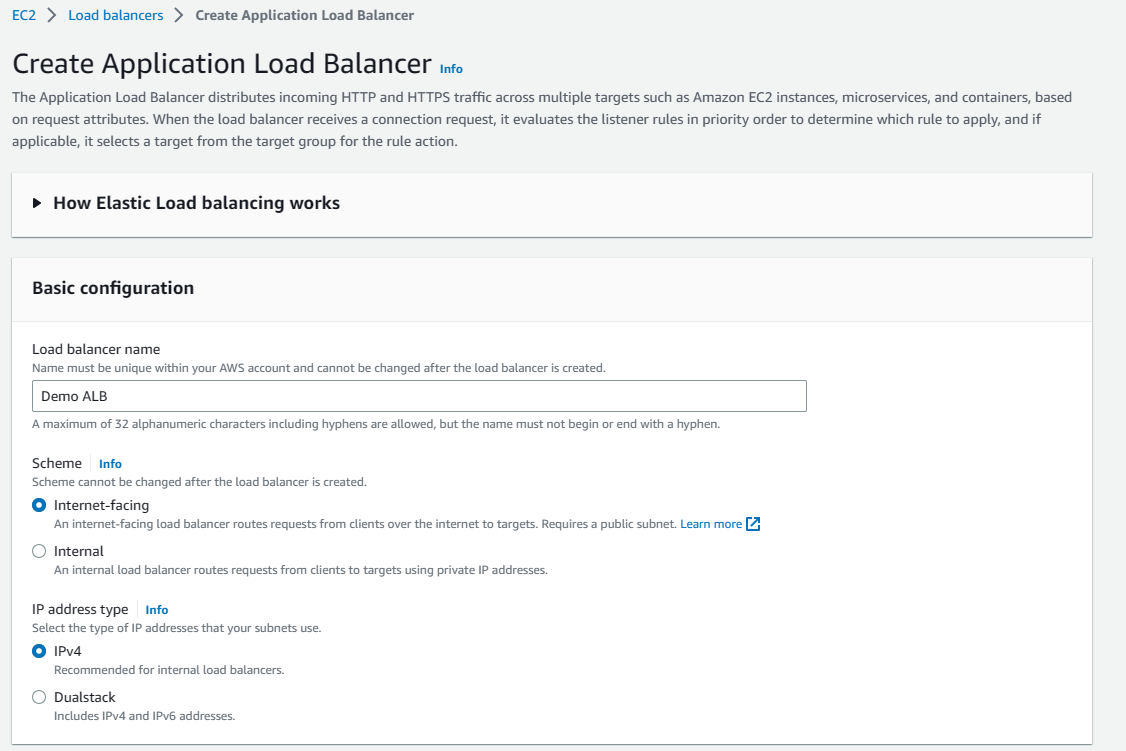 EC2 > Load balancers > Create Application Load Balancer
Create Application Load Balancer Info
The Application Load Balancer distributes incoming HTTP and HTTPS traffic across multiple targets such as Amazon EC2 instances, microservices, and containers, based
on request attributes. When the load balancer receives a connection request, it evaluates the listener rules in priority order to determine which rule to apply, and if
applicable, it selects a target from the target group for the rule action.
How Elastic Load balancing works
Basic configuration
Load balancer name
Name must be unique within your AWS account and cannot be changed after the load balancer is created.
Demo ALB
A maximum of 32 alphanumeric characters including hyphens are allowed, but the name must not begin or end with a hyphen.
Scheme Info
Scheme cannot be changed after the load balancer is created.
Internet-facing
An internet-facing load balancer routes requests from clients over the internet to targets. Requires a public subnet. Learn more
Internal
An internal load balancer routes requests from clients to targets using private IP addresses.
IP address type Info
Select the type of IP addresses that your subnets use.
IPv4
Recommended for internal load balancers.
Dualstack
Includes IPv4 and IPv6 addresses.